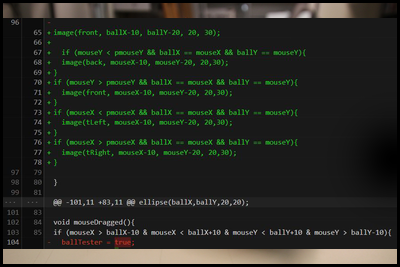 96 -
65 + image(front, ballX-10, ballY-20, 20, 30);
66 +
67 + if (mouseY < pmouseY && ballX == mouseX && ballY == mouseY){
68 + image(back, mouseX-10, mouseY-20, 20,30);
69 + }
70 + if (mouseY > pmouseY && ballX == mouseX && ballY == mouseY){
71 + image(front, mouseX-10, mouseY-20, 20,30);
72 + }
73 + if (mouseX < pmouseX && ballX == mouseX && ballY == mouseY){
74 + image(tLeft, mouseX-10, mouseY-20, 20,30);
75 + }
76 + if (mouseX > pmouseX && ballX == mouseX && ballY == mouseY){
77 + image(tRight, mouseX-10, mouseY-20, 20,30);
78 + }
97 79
98 80 }
99 81
... ... @@ -101,11 +83,11 @@ ellipse(ballX,ballY,20,20);
101 83
102 84 void mouseDragged(){
103 85 if (mouseX > ballX-10 & mouseX < ballX+10 & mouseY < ballY+10 & mouseY > ballY-10){
104 - ballTester = true;